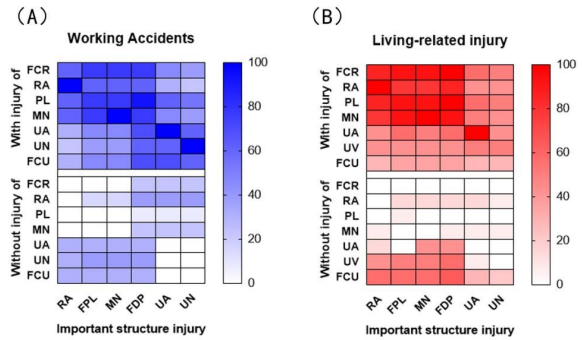 (A)
Working Accidents
With injury of
FCR
RA
PL
MN
UA
UN
FCU
Without injury of
FCR
RA
PL
MN
UA
UN
FCU
RA FPL MN FDP UA UN
Important structure injury
100
80
60
40
20
0
(B)
Living-related injury
With injury of
FCR
RA
PL
MN
UA
UV
FCU
Without injury of
FCR
RA
PL
MN
UA
UV
FCU
RA FPL MN FDP UA UN
Important structure injury
100
80
60
40
20
0